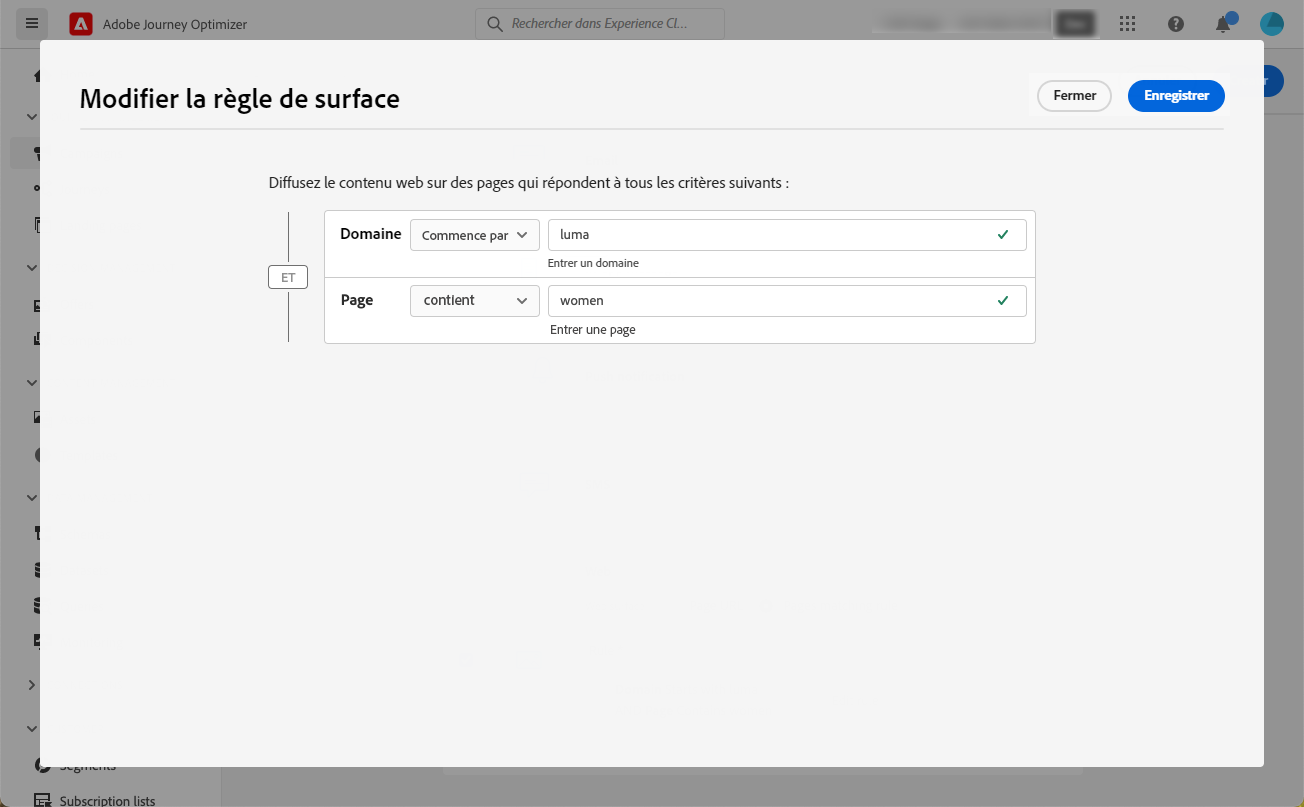 Adobe Journey Optimizer
Rechercher dans Experience Cl...
Modifier la règle de surface
Fermer
Enregistrer
Diffusez le contenu web sur des pages qui répondent à tous les critères suivants :
ET
Domaine
Commence par
luma
Entrer un domaine
Page
contient
women
Entrer une page
Segments
Subscription lists